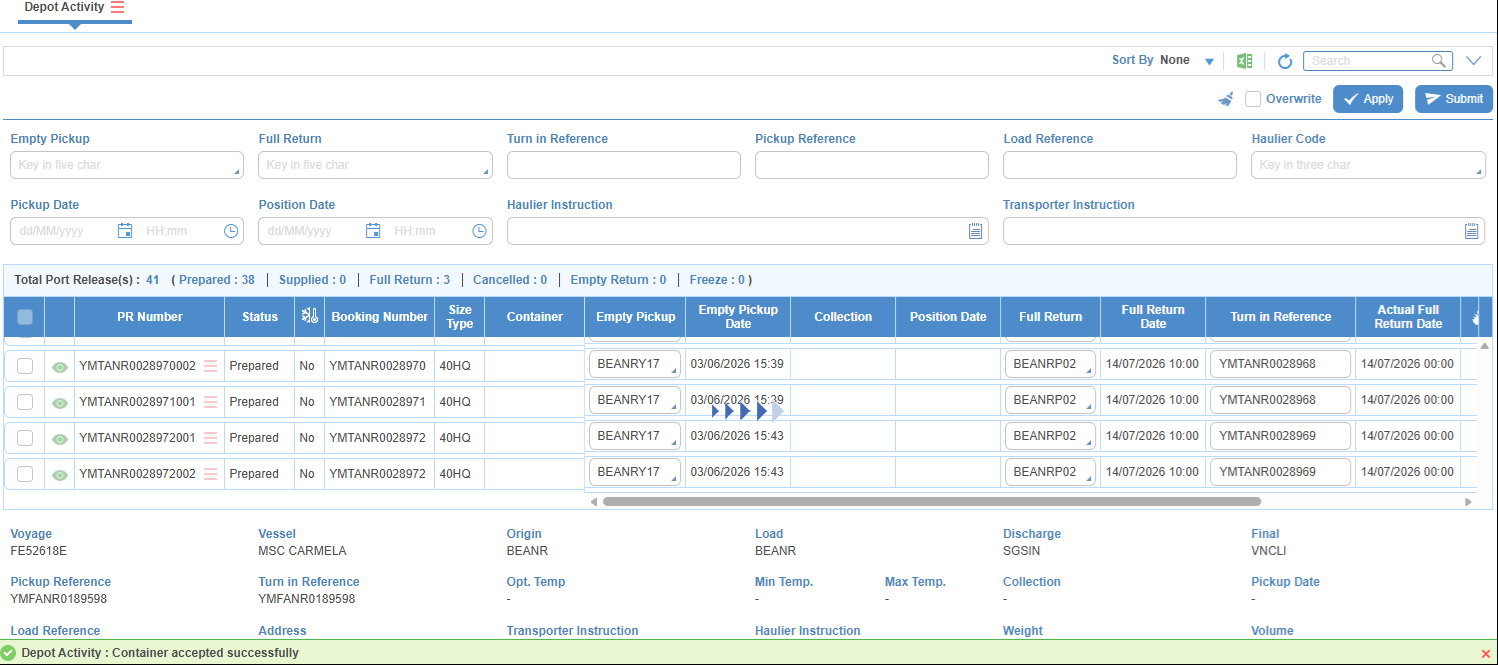 Depot Activity
Sort By None Search
Overwrite Apply Submit
Empty Pickup Full Return Turn in Reference Pickup Reference Load Reference Haulier Code
Key in five char Key in five char Key in three char
Pickup Date Position Date Haulier Instruction Transporter Instruction
dd/MM/yyyy HH:mm dd/MM/yyyy HH:mm
Total Port Release(s) : 41 ( Prepared : 38 | Supplied : 0 | Full Return : 3 | Cancelled : 0 | Empty Return : 0 | Freeze : 0 )
PR Number Status Booking Number Size Type Container Empty Pickup Empty Pickup Date Collection Position Date Full Return Full Return Date Turn in Reference Actual Full Return Date
YMTANR0028970002 Prepared No YMTANR0028970 40HQ BEANRY17 03/06/2026 15:39 BEANRP02 14/07/2026 10:00 YMTANR0028968 14/07/2026 00:00
YMTANR0028971001 Prepared No YMTANR0028971 40HQ BEANRY17 03/06/2026 15:39 BEANRP02 14/07/2026 10:00 YMTANR0028968 14/07/2026 00:00
YMTANR0028972001 Prepared No YMTANR0028972 40HQ BEANRY17 03/06/2026 15:43 BEANRP02 14/07/2026 10:00 YMTANR0028969 14/07/2026 00:00
YMTANR0028972002 Prepared No YMTANR0028972 40HQ BEANRY17 03/06/2026 15:43 BEANRP02 14/07/2026 10:00 YMTANR0028969 14/07/2026 00:00
Voyage Vessel Origin Load Discharge Final
FE52618E MSC CARMELA BEANR BEANR SGSIN VNCLI
Pickup Reference Turn in Reference Opt. Temp Min Temp. Max Temp. Collection Pickup Date
YMFANR0189598 YMFANR0189598 - - - - -
Load Reference Address Transporter Instruction Haulier Instruction Weight Volume
Depot Activity : Container accepted successfully